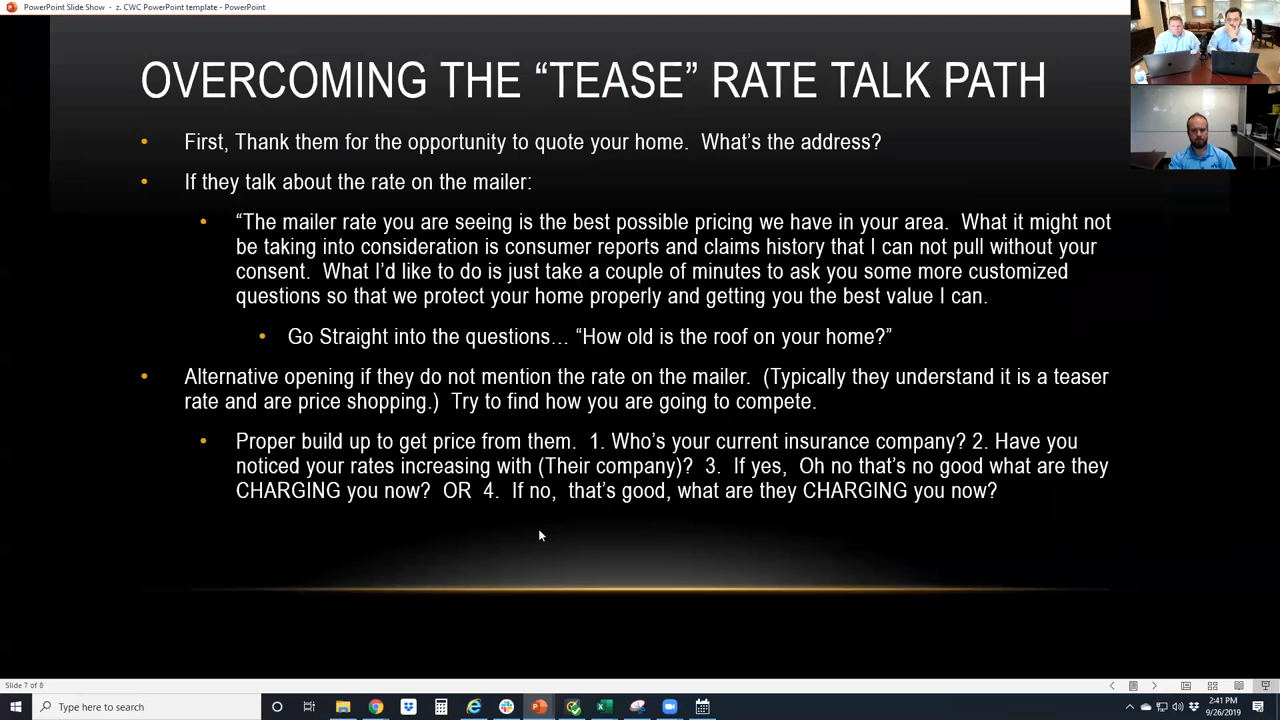 PowerPoint Slide Show - z. CWC PowerPoint template - PowerPoint
OVERCOMING THE “TEASE” RATE TALK PATH
• First, Thank them for the opportunity to quote your home.  What’s the address?
• If they talk about the rate on the mailer:
• “The mailer rate you are seeing is the best possible pricing we have in your area.  What it might not
be taking into consideration is consumer reports and claims history that I can not pull without your
consent.  What I’d like to do is just take a couple of minutes to ask you some more customized
questions so that we protect your home properly and getting you the best value I can.
• Go Straight into the questions… “How old is the roof on your home?”
• Alternative opening if they do not mention the rate on the mailer.  (Typically they understand it is a teaser
rate and are price shopping.)  Try to find how you are going to compete.
• Proper build up to get price from them.  1. Who’s your current insurance company? 2. Have you
noticed your rates increasing with (Their company)?  3.  If yes,  Oh no that’s no good what are they
CHARGING you now?  OR  4.  If no,  that’s good, what are they CHARGING you now?
Slide 7 of 8
Type here to search
2:41 PM
9/26/2019